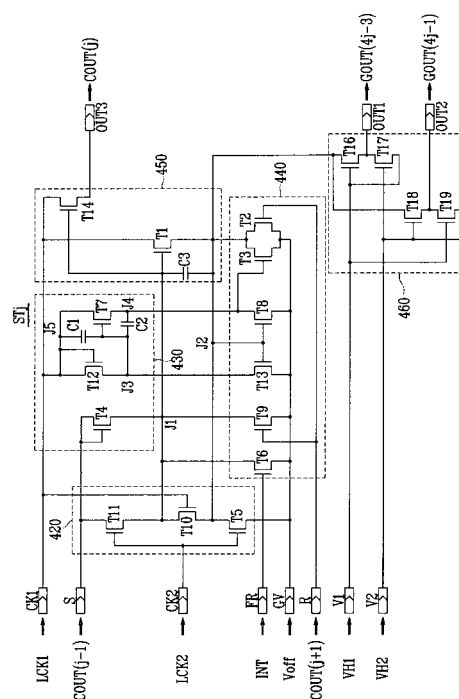 COUT(j)
OUT3
GOUT(4j-3)
GOUT(4j-1)
OUT1
OUT2
450
T14
440
T16
T17
T1
T2
T3
T18
T19
C3
460
STj
J5
T7
J4
C1
C2
T8
J2
T12
J3
T13
430
T4
J1
T9
T6
420
T11
T10
T5
CK1
S
CK2
FR
GV
R
V1
V2
LCK1
COUT(j-1)
LCK2
INT
Voff
COUT(j+1)
VH1
VH2